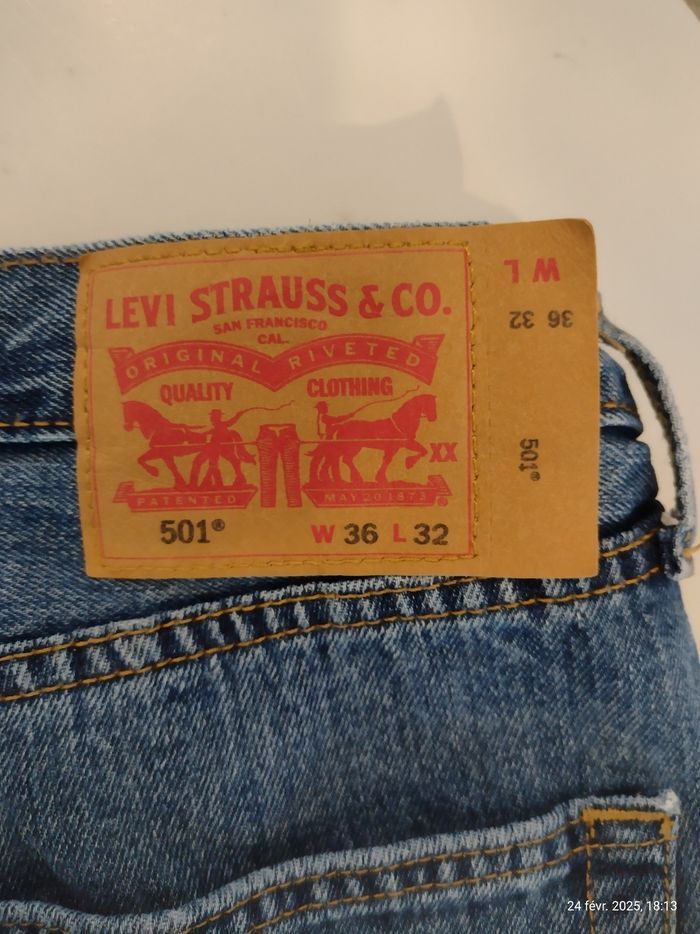 LEVI STRAUSS & CO.
SAN FRANCISCO
CAL.
ORIGINAL RIVETED
QUALITY CLOTHING
XX
PATENTED MAY 20 1873
501® W 36 L 32
W L
36 32
501®
24 févr. 2025, 18:13